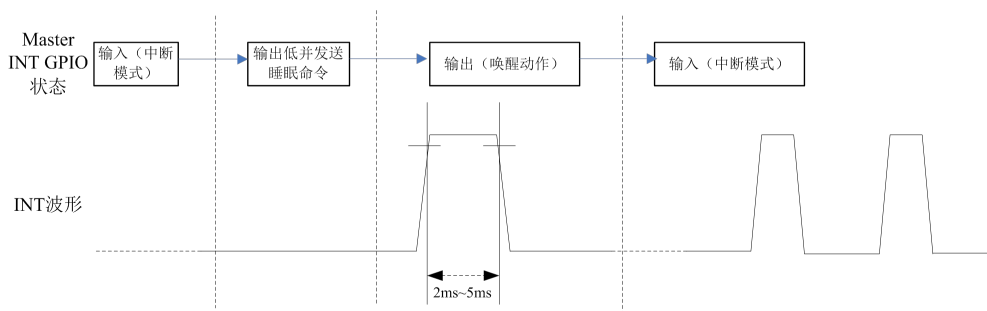 Master
INT GPIO
状态
输入（中断
模式）
输出低并发送
睡眠命令
输出（唤醒动作）
输入（中断模式）
INT波形
2ms~5ms